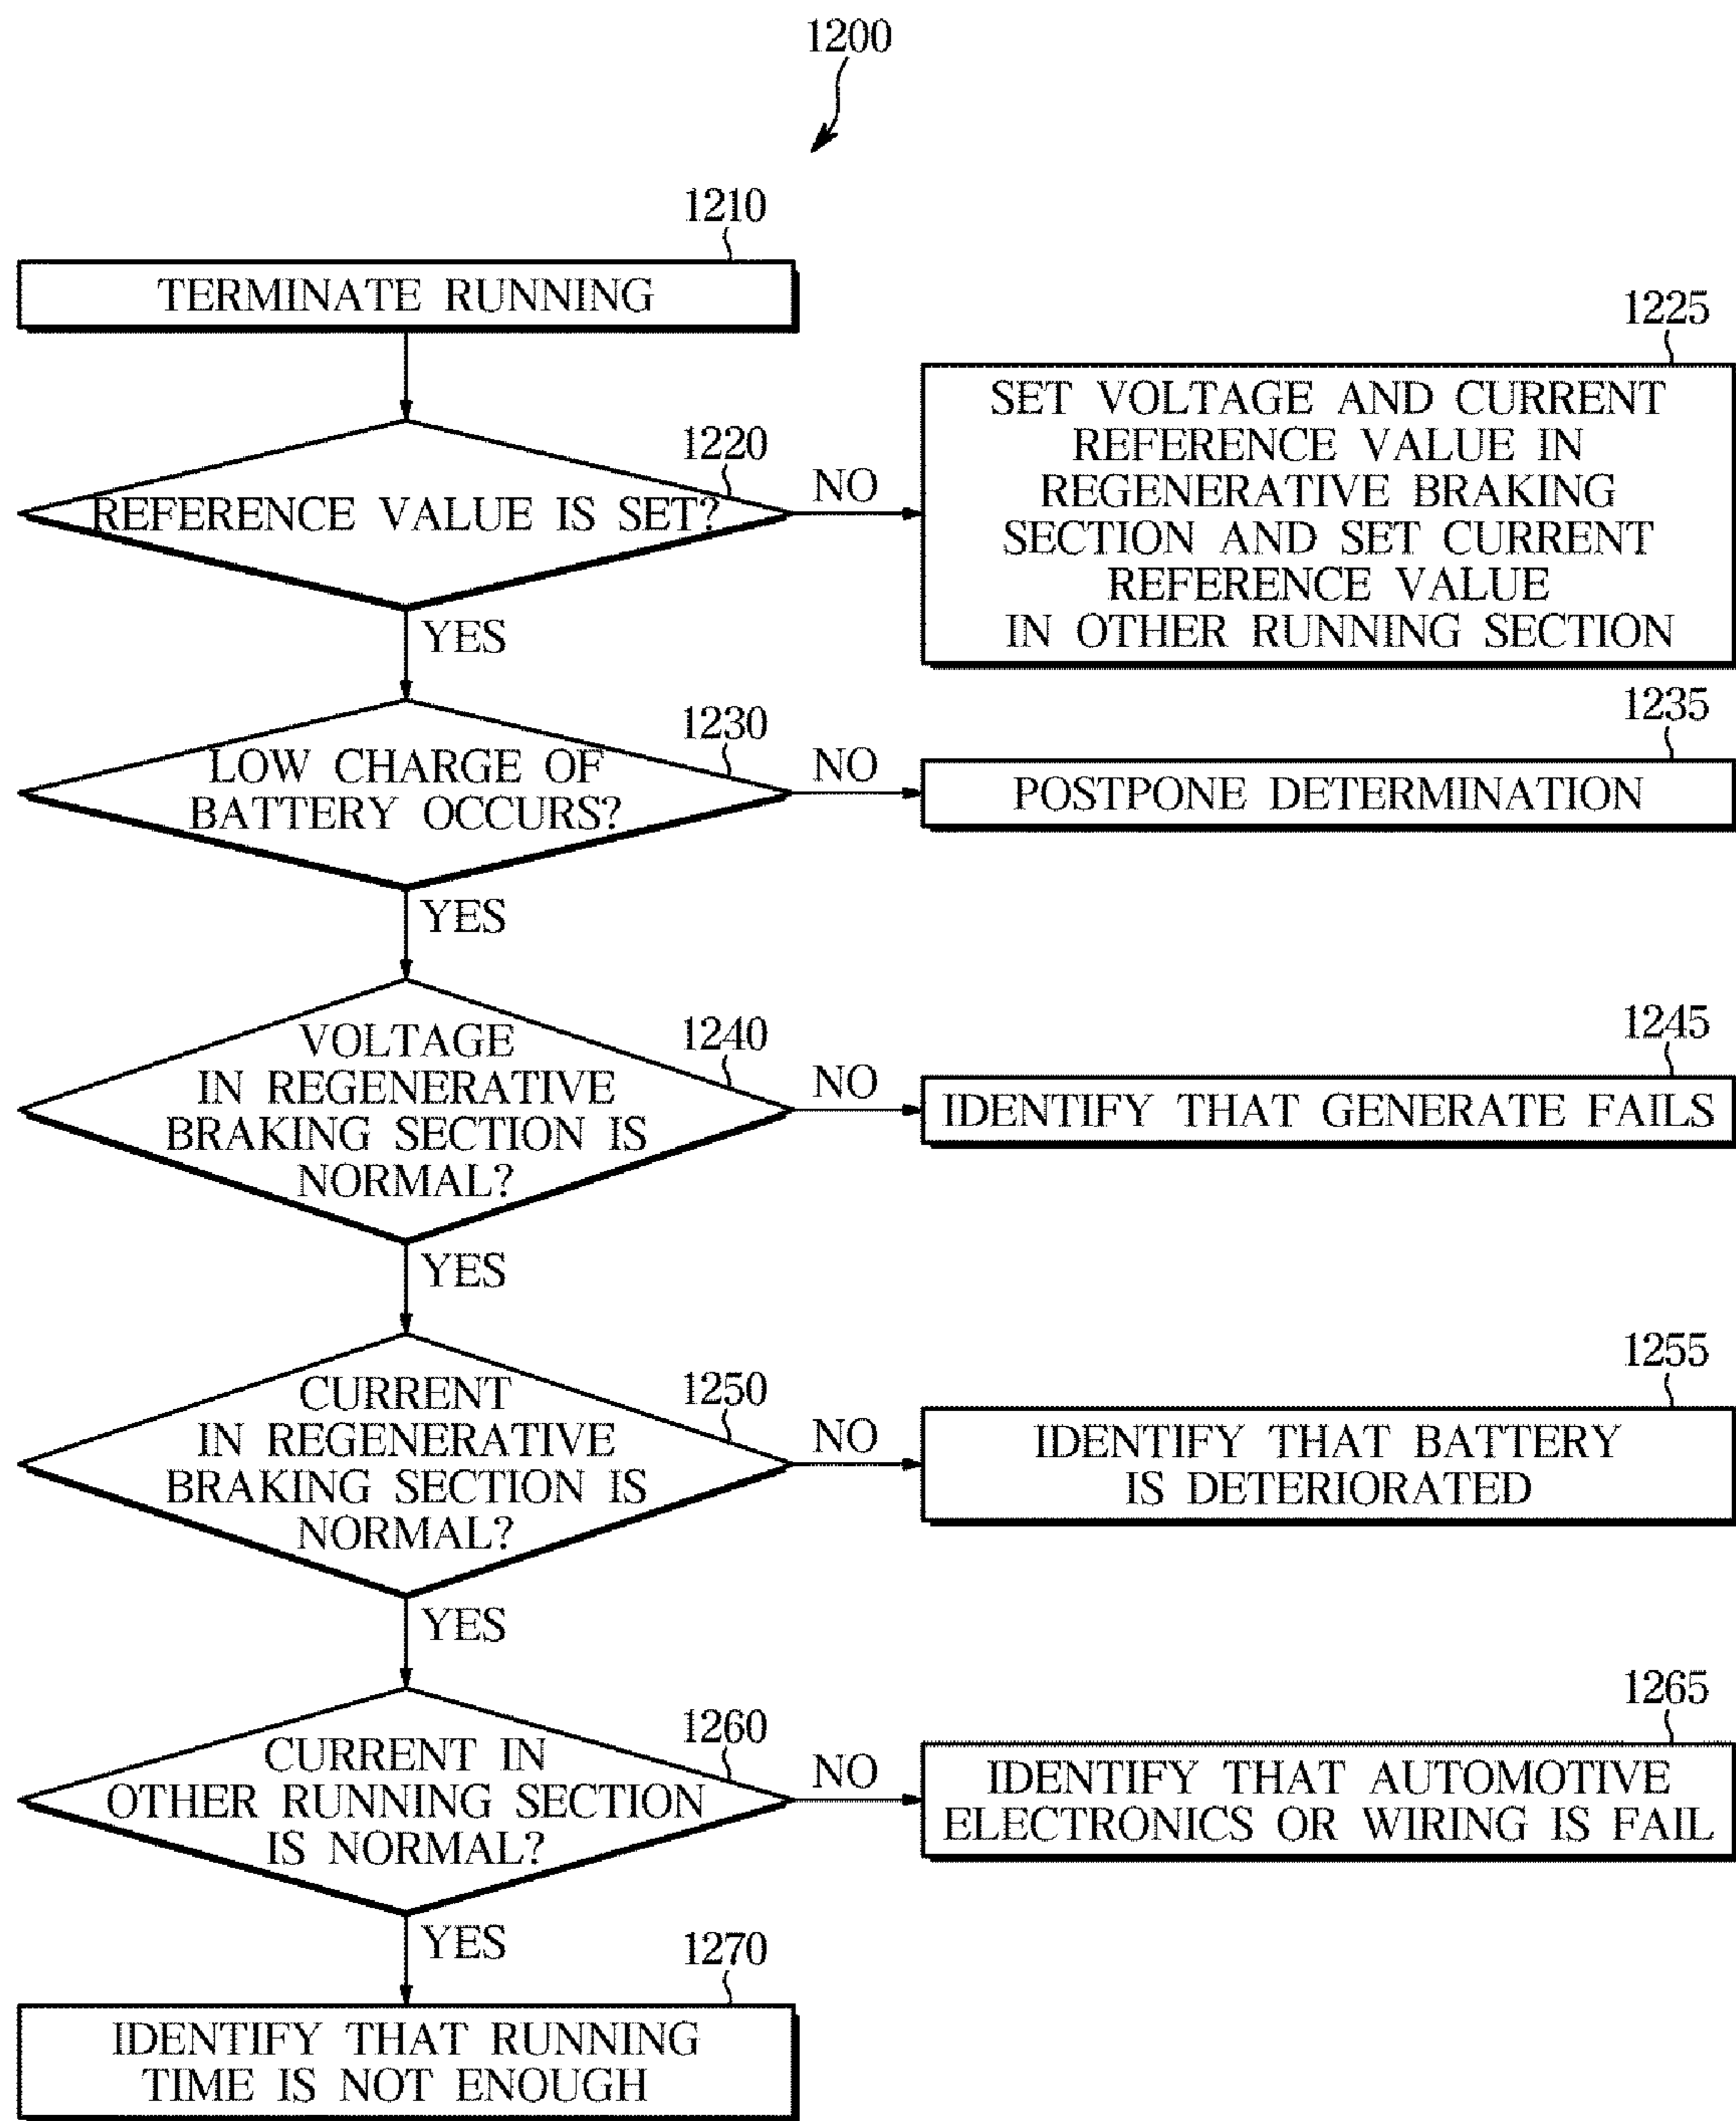 1200
1210
TERMINATE RUNNING
1220
REFERENCE VALUE IS SET?
NO
1225
SET VOLTAGE AND CURRENT
REFERENCE VALUE IN
REGENERATIVE BRAKING
SECTION AND SET CURRENT
REFERENCE VALUE
IN OTHER RUNNING SECTION
YES
1230
LOW CHARGE OF
BATTERY OCCURS?
NO
1235
POSTPONE DETERMINATION
YES
1240
VOLTAGE
IN REGENERATIVE
BRAKING SECTION IS
NORMAL?
NO
1245
IDENTIFY THAT GENERATE FAILS
YES
1250
CURRENT
IN REGENERATIVE
BRAKING SECTION IS
NORMAL?
NO
1255
IDENTIFY THAT BATTERY
IS DETERIORATED
YES
1260
CURRENT IN
OTHER RUNNING SECTION
IS NORMAL?
NO
1265
IDENTIFY THAT AUTOMOTIVE
ELECTRONICS OR WIRING IS FAIL
YES
1270
IDENTIFY THAT RUNNING
TIME IS NOT ENOUGH